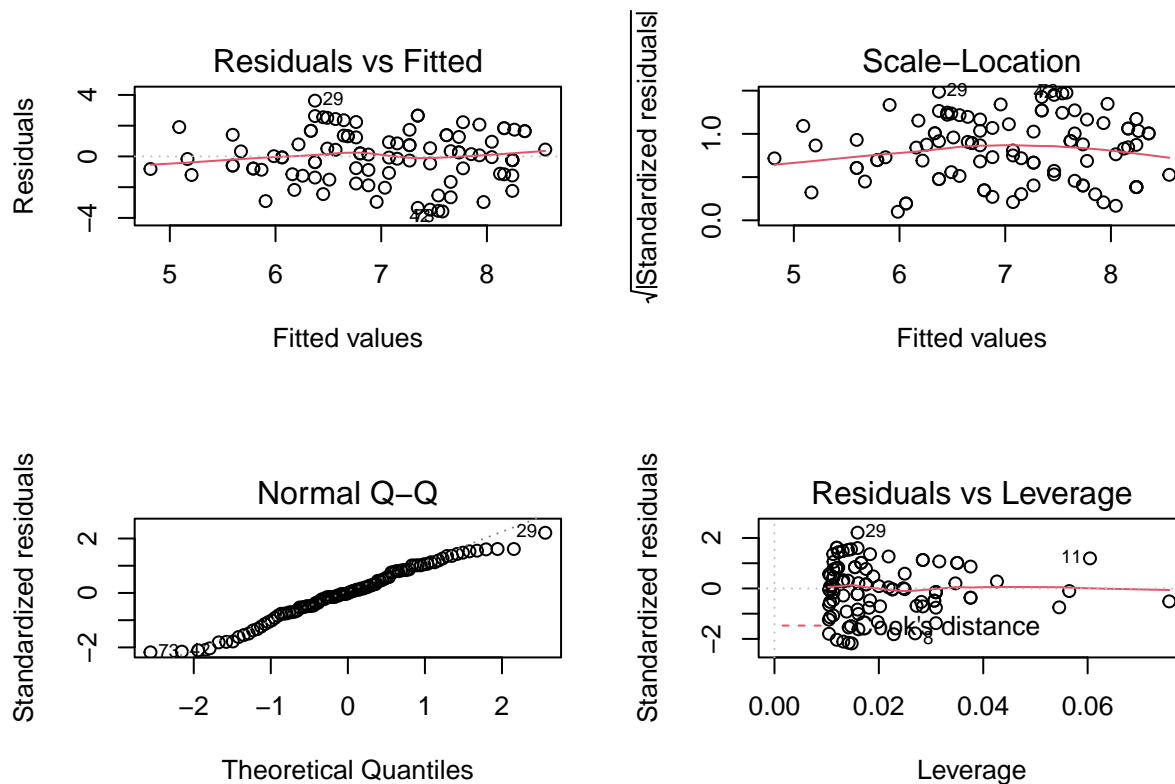 Residuals vs Fitted
Residuals
4
0
−4
29
5
6
7
8
Fitted values
Scale−Location
√|Standardized residuals|
1.0
0.0
29
5
6
7
8
Fitted values
Normal Q−Q
Standardized residuals
2
0
−2
29
73
−2
−1
0
1
2
Theoretical Quantiles
Residuals vs Leverage
Standardized residuals
2
0
−2
29
11
Cook's distance
8
0.00
0.02
0.04
0.06
Leverage